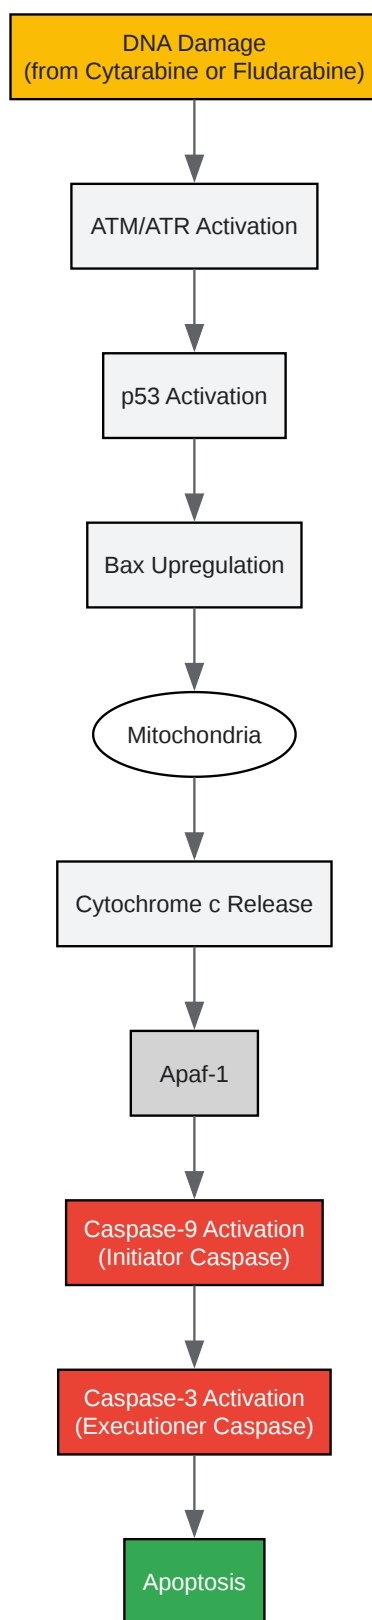 DNA Damage
(from Cytarabine or Fludarabine)
ATM/ATR Activation
p53 Activation
Bax Upregulation
Mitochondria
Cytochrome c Release
Apaf-1
Caspase-9 Activation
(Initiator Caspase)
Caspase-3 Activation
(Executioner Caspase)
Apoptosis